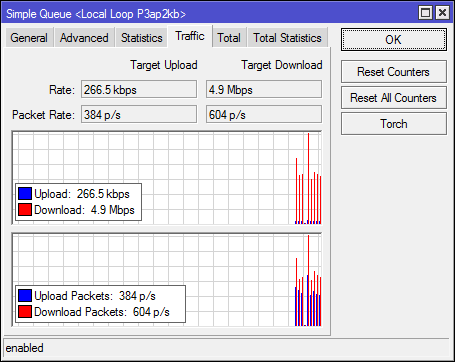 Simple Queue <Local Loop P3ap2kb>
General Advanced Statistics Traffic Total Total Statistics
Target Upload Target Download
Rate: 266.5 kbps 4.9 Mbps
Packet Rate: 384 p/s 604 p/s
Upload: 266.5 kbps
Download: 4.9 Mbps
Upload Packets: 384 p/s
Download Packets: 604 p/s
OK
Reset Counters
Reset All Counters
Torch
enabled